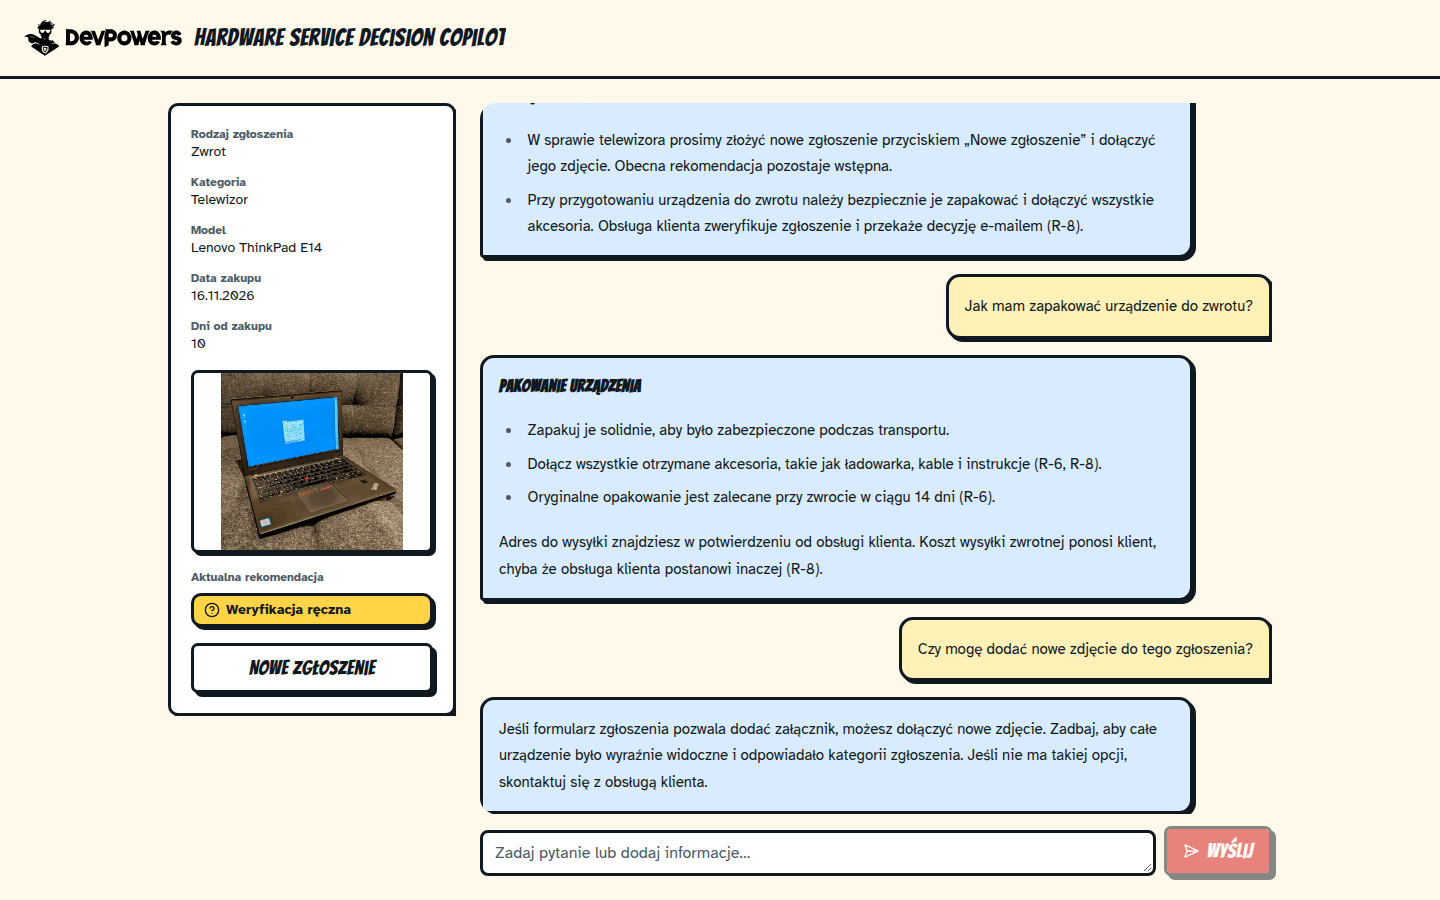 DevPowers HARDWARE SERVICE DECISION COPILOT
Rodzaj zgłoszenia
Zwrot
Kategoria
Telewizor
Model
Lenovo ThinkPad E14
Data zakupu
16.11.2026
Dni od zakupu
10
Aktualna rekomendacja
Weryfikacja ręczna
NOWE ZGŁOSZENIE
W sprawie telewizora prosimy złożyć nowe zgłoszenie przyciskiem „Nowe zgłoszenie” i dołączyć
jego zdjęcie. Obecna rekomendacja pozostaje wstępna.
Przy przygotowaniu urządzenia do zwrotu należy bezpiecznie je zapakować i dołączyć wszystkie
akcesoria. Obsługa klienta zweryfikuje zgłoszenie i przekaże decyzję e-mailem (R-8).
Jak mam zapakować urządzenie do zwrotu?
PAKOWANIE URZĄDZENIA
Zapakuj je solidnie, aby było zabezpieczone podczas transportu.
Dołącz wszystkie otrzymane akcesoria, takie jak ładowarka, kable i instrukcje (R-6, R-8).
Oryginalne opakowanie jest zalecane przy zwrocie w ciągu 14 dni (R-6).
Adres do wysyłki znajdziesz w potwierdzeniu od obsługi klienta. Koszt wysyłki zwrotnej ponosi klient,
chyba że obsługa klienta postanowi inaczej (R-8).
Czy mogę dodać nowe zdjęcie do tego zgłoszenia?
Jeśli formularz zgłoszenia pozwala dodać załącznik, możesz dołączyć nowe zdjęcie. Zadbaj, aby całe
urządzenie było wyraźnie widoczne i odpowiadało kategorii zgłoszenia. Jeśli nie ma takiej opcji,
skontaktuj się z obsługą klienta.
Zadaj pytanie lub dodaj informacje...
WYŚLIJ